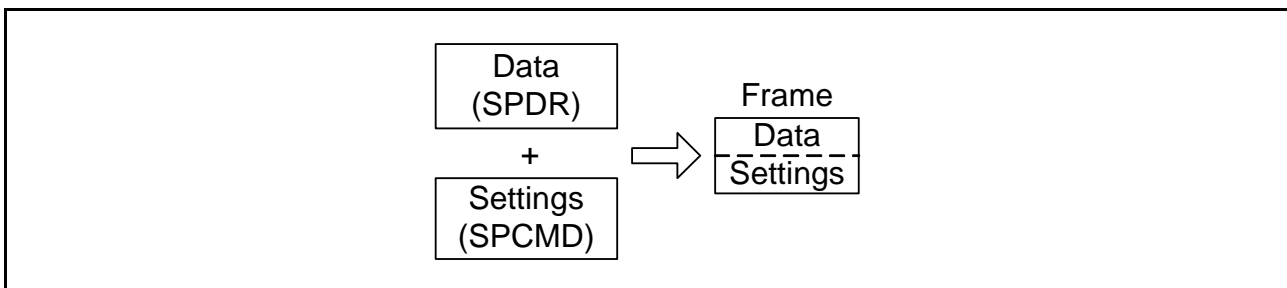 Data
(SPDR)
+
Settings
(SPCMD)
Frame
Data
Settings